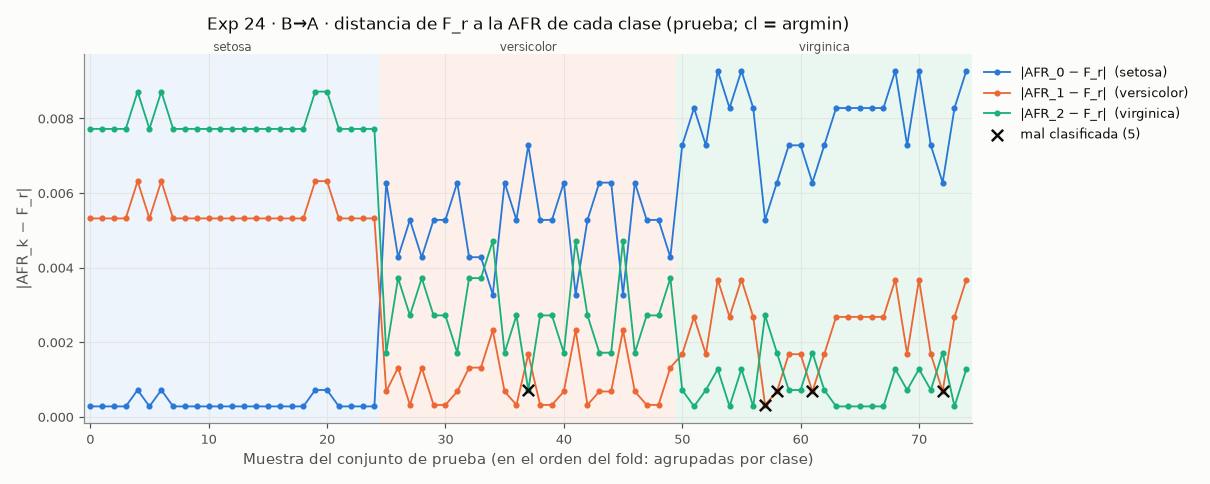 Exp 24 · B→A · distancia de F_r a la AFR de cada clase (prueba; cl = argmin)
setosa
versicolor
virginica
|AFR_0 − F_r| (setosa)
|AFR_1 − F_r| (versicolor)
|AFR_2 − F_r| (virginica)
mal clasificada (5)
|AFR_k − F_r|
0.008
0.006
0.004
0.002
0.000
0 10 20 30 40 50 60 70
Muestra del conjunto de prueba (en el orden del fold: agrupadas por clase)